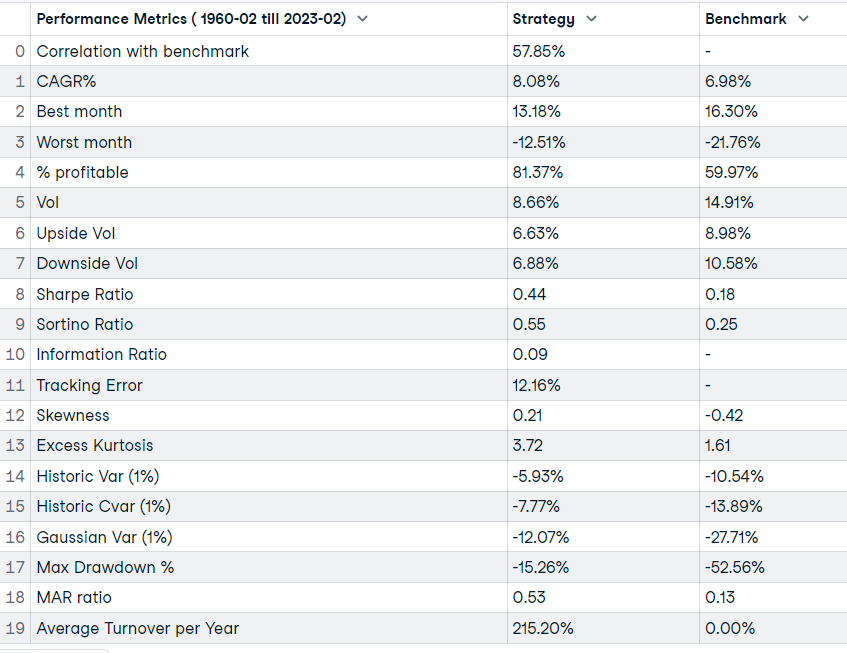 Performance Metrics ( 1960-02 till 2023-02) Strategy Benchmark
0 Correlation with benchmark 57.85% -
1 CAGR% 8.08% 6.98%
2 Best month 13.18% 16.30%
3 Worst month -12.51% -21.76%
4 % profitable 81.37% 59.97%
5 Vol 8.66% 14.91%
6 Upside Vol 6.63% 8.98%
7 Downside Vol 6.88% 10.58%
8 Sharpe Ratio 0.44 0.18
9 Sortino Ratio 0.55 0.25
10 Information Ratio 0.09 -
11 Tracking Error 12.16% -
12 Skewness 0.21 -0.42
13 Excess Kurtosis 3.72 1.61
14 Historic Var (1%) -5.93% -10.54%
15 Historic Cvar (1%) -7.77% -13.89%
16 Gaussian Var (1%) -12.07% -27.71%
17 Max Drawdown % -15.26% -52.56%
18 MAR ratio 0.53 0.13
19 Average Turnover per Year 215.20% 0.00%